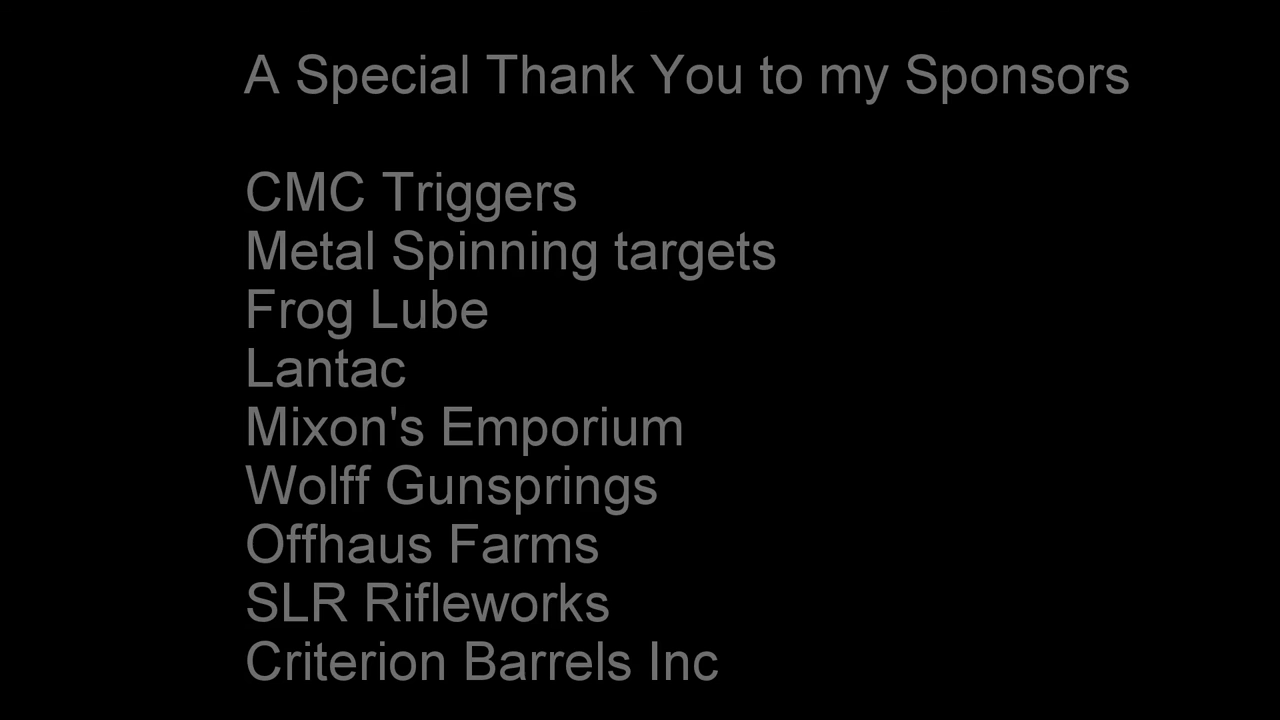 A Special Thank You to my Sponsors
CMC Triggers
Metal Spinning targets
Frog Lube
Lantac
Mixon's Emporium
Wolff Gunsprings
Offhaus Farms
SLR Rifleworks
Criterion Barrels Inc